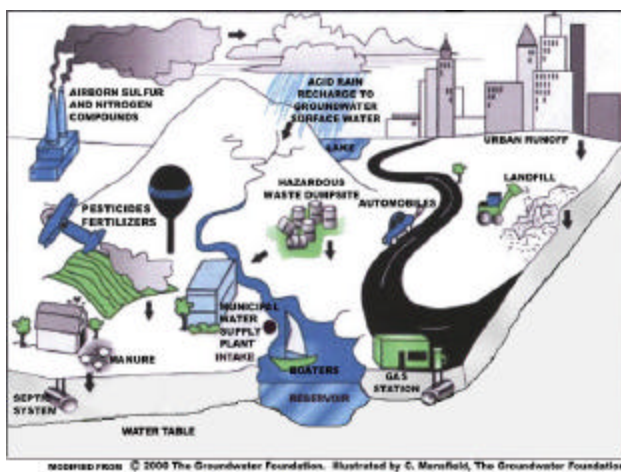 AIRBORN SULFUR
AND NITROGEN
COMPOUNDS
ACID RAIN
RECHARGE TO
GROUNDWATER
SURFACE WATER
LAKE
URBAN RUNOFF
HAZARDOUS
WASTE DUMPSITE
AUTOMOBILES
LANDFILL
PESTICIDES
FERTILIZERS
MUNICIPAL
WATER
SUPPLY
PLANT
INTAKE
MANURE
BOATERS
GAS
STATION
SEPTIC
SYSTEM
RESERVOIR
WATER TABLE
MODIFIED FROM © 2000 The Groundwater Foundation. Illustrated by C. Mansfield, The Groundwater Foundation